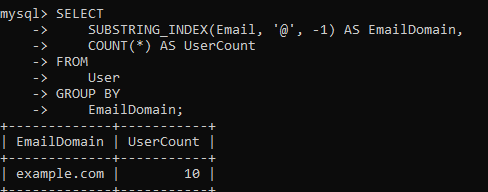 mysql> SELECT
    ->     SUBSTRING_INDEX(Email, '@', -1) AS EmailDomain,
    ->     COUNT(*) AS UserCount
    -> FROM
    ->     User
    -> GROUP BY
    ->     EmailDomain;
+-------------+-----------+
| EmailDomain | UserCount |
+-------------+-----------+
| example.com |        10 |
+-------------+-----------+